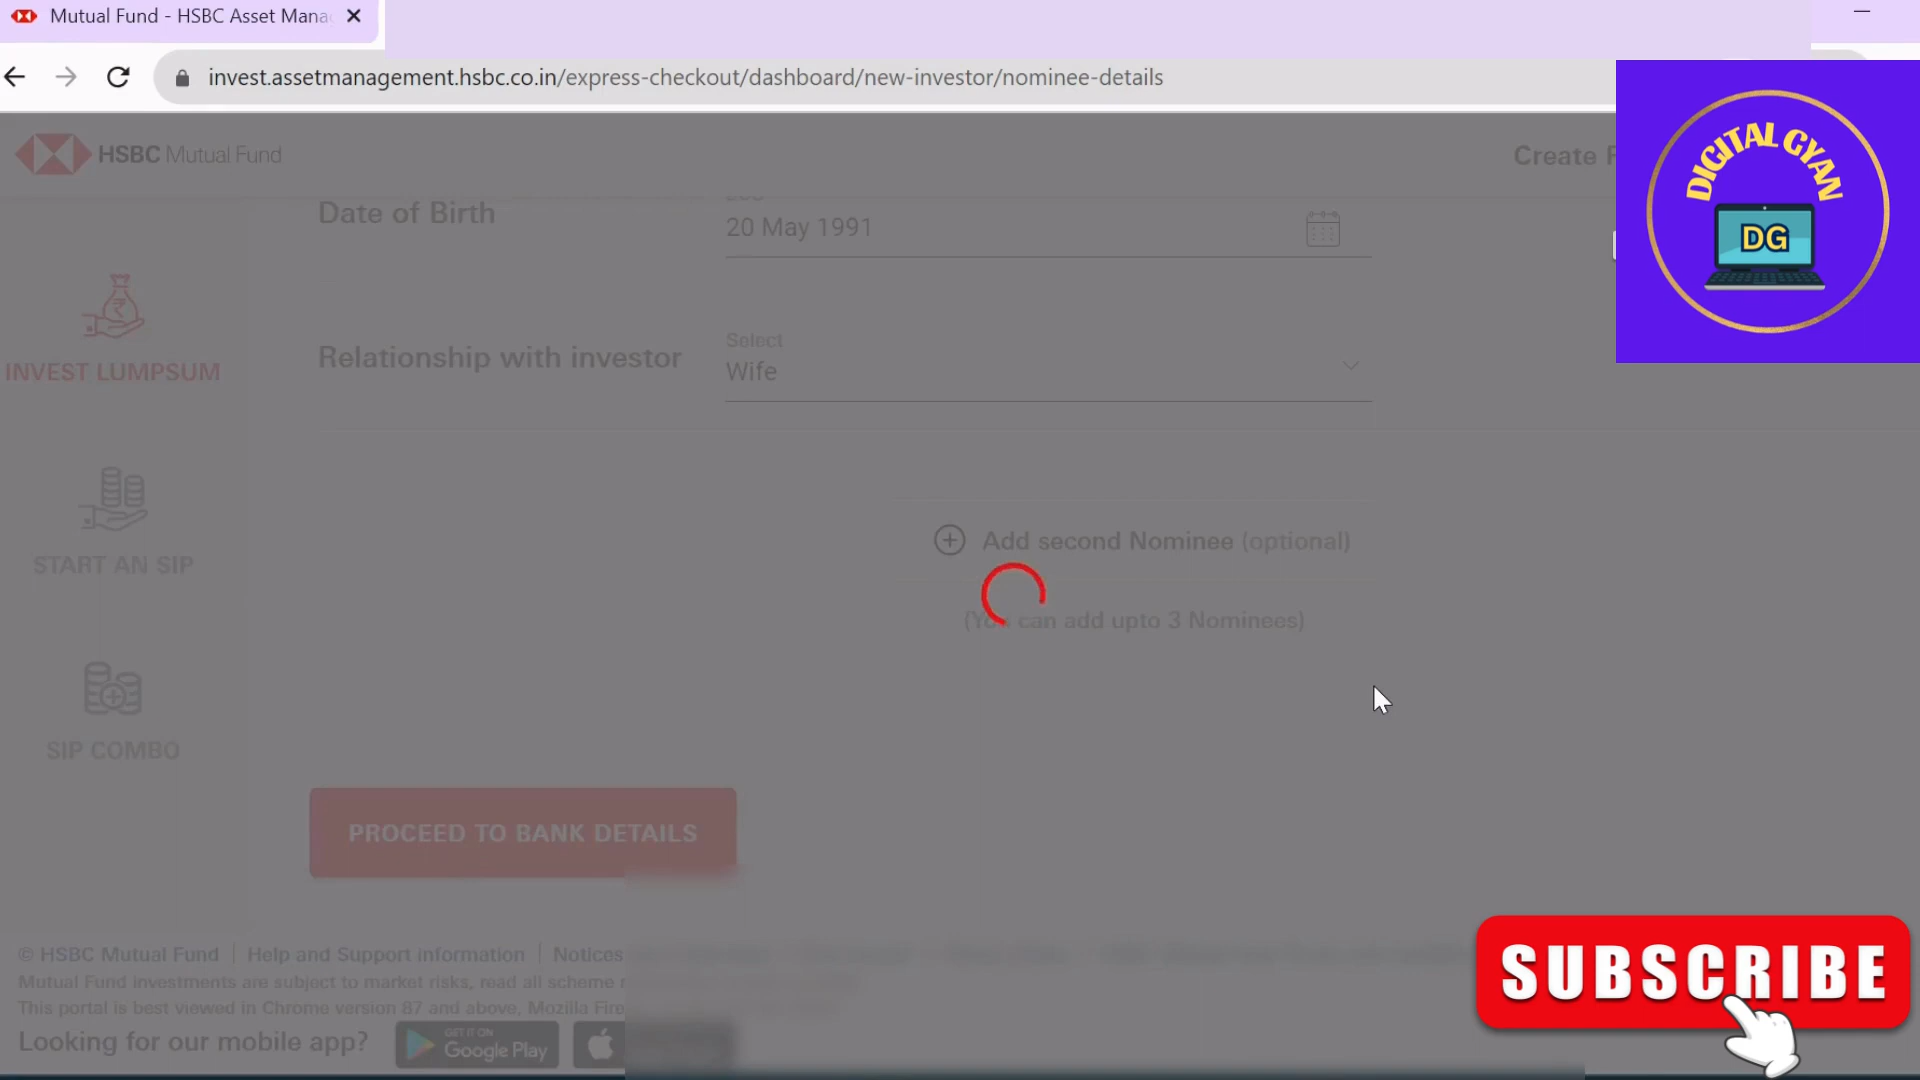 Mutual Fund - HSBC Asset Mana
invest.assetmanagement.hsbc.co.in/express-checkout/dashboard/new-investor/nominee-details
HSBC Mutual Fund
Create
DIGITAL GYAN
DG
Date of Birth
20 May 1991
INVEST LUMPSUM
Relationship with investor
Select
Wife
START AN SIP
Add second Nominee (optional)
(You can add upto 3 Nominees)
SIP COMBO
PROCEED TO BANK DETAILS
© HSBC Mutual Fund | Help and Support information | Notices
Mutual Fund investments are subject to market risks, read all scheme
This portal is best viewed in Chrome version 87 and above, Mozilla Fire
Looking for our mobile app?
GET IT ON
Google Play
SUBSCRIBE